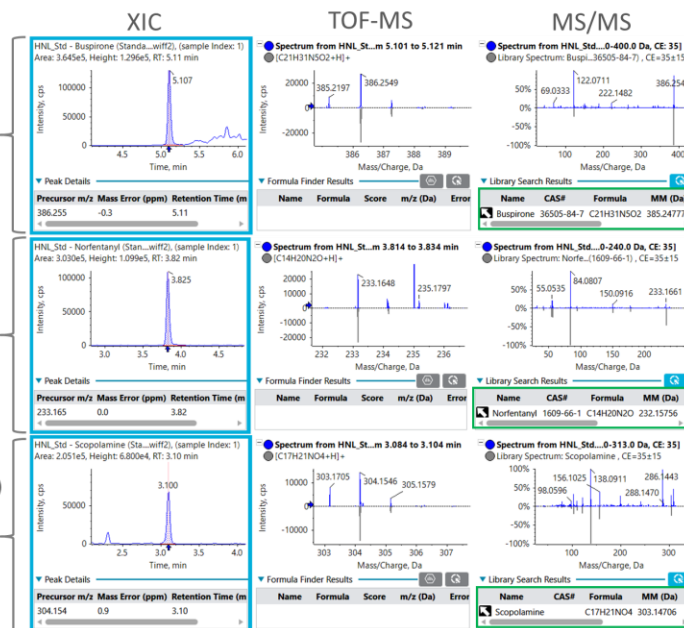 XIC TOF-MS MS/MS
HNL_Std - Buspirone (Standa...wiff2), (sample Index: 1)
Area: 3.645e5, Height: 1.296e5, RT: 5.11 min
5.107
100000
50000
0
Intensity, cps
4.5 5.0 5.5 6.0
Time, min
Peak Details
Precursor m/z Mass Error (ppm) Retention Time (m
386.255 -0.3 5.11
Spectrum from HNL_St...m 5.101 to 5.121 min
[C21H31N5O2+H]+
385.2197 386.2549
20000
0
-20000
Intensity, cps
386 387 388 389
Mass/Charge, Da
Formula Finder Results
Name Formula Score m/z (Da) Error
Spectrum from HNL_Std....0-400.0 Da, CE: 35]
Library Spectrum: Buspi...36505-84-7) , CE=35±15
69.0333 122.0711 222.1482 386.254
50%
0%
-50%
-100%
100 200 300 400
Mass/Charge, Da
Library Search Results
Name CAS# Formula MM (Da)
Buspirone 36505-84-7 C21H31N5O2 385.24777
HNL_Std - Norfentanyl (Stan...wiff2), (sample Index: 1)
Area: 3.030e5, Height: 1.099e5, RT: 3.82 min
3.825
100000
50000
0
Intensity, cps
3.0 3.5 4.0 4.5
Time, min
Peak Details
Precursor m/z Mass Error (ppm) Retention Time (m
233.165 0.0 3.82
Spectrum from HNL_St...m 3.814 to 3.834 min
[C14H20N2O+H]+
233.1648 235.1797
20000
10000
0
-10000
-20000
Intensity, cps
232 233 234 235 236
Mass/Charge, Da
Formula Finder Results
Name Formula Score m/z (Da) Error
Spectrum from HNL_Std....0-240.0 Da, CE: 35]
Library Spectrum: Norfe...(1609-66-1) , CE=35±15
55.0535 84.0807 150.0916 233.1661
50%
0%
-50%
-100%
50 100 150 200
Mass/Charge, Da
Library Search Results
Name CAS# Formula MM (Da)
Norfentanyl 1609-66-1 C14H20N2O 232.15756
HNL_Std - Scopolamine (Sta...wiff2), (sample Index: 1)
Area: 2.051e5, Height: 6.800e4, RT: 3.10 min
3.100
50000
0
Intensity, cps
2.5 3.0 3.5 4.0
Time, min
Peak Details
Precursor m/z Mass Error (ppm) Retention Time (m
304.154 0.9 3.10
Spectrum from HNL_St...m 3.084 to 3.104 min
[C17H21NO4+H]+
303.1705 304.1546 305.1579
10000
0
-10000
Intensity, cps
303 304 305 306 307
Mass/Charge, Da
Formula Finder Results
Name Formula Score m/z (Da) Error
Spectrum from HNL_Std....0-313.0 Da, CE: 35]
Library Spectrum: Scopolamine , CE=35±15
98.0596 156.1025 138.0911 288.1470 286.1443
100%
50%
0%
-50%
-100%
100 200 300
Mass/Charge, Da
Library Search Results
Name CAS# Formula MM (Da)
Scopolamine C17H21NO4 303.14706